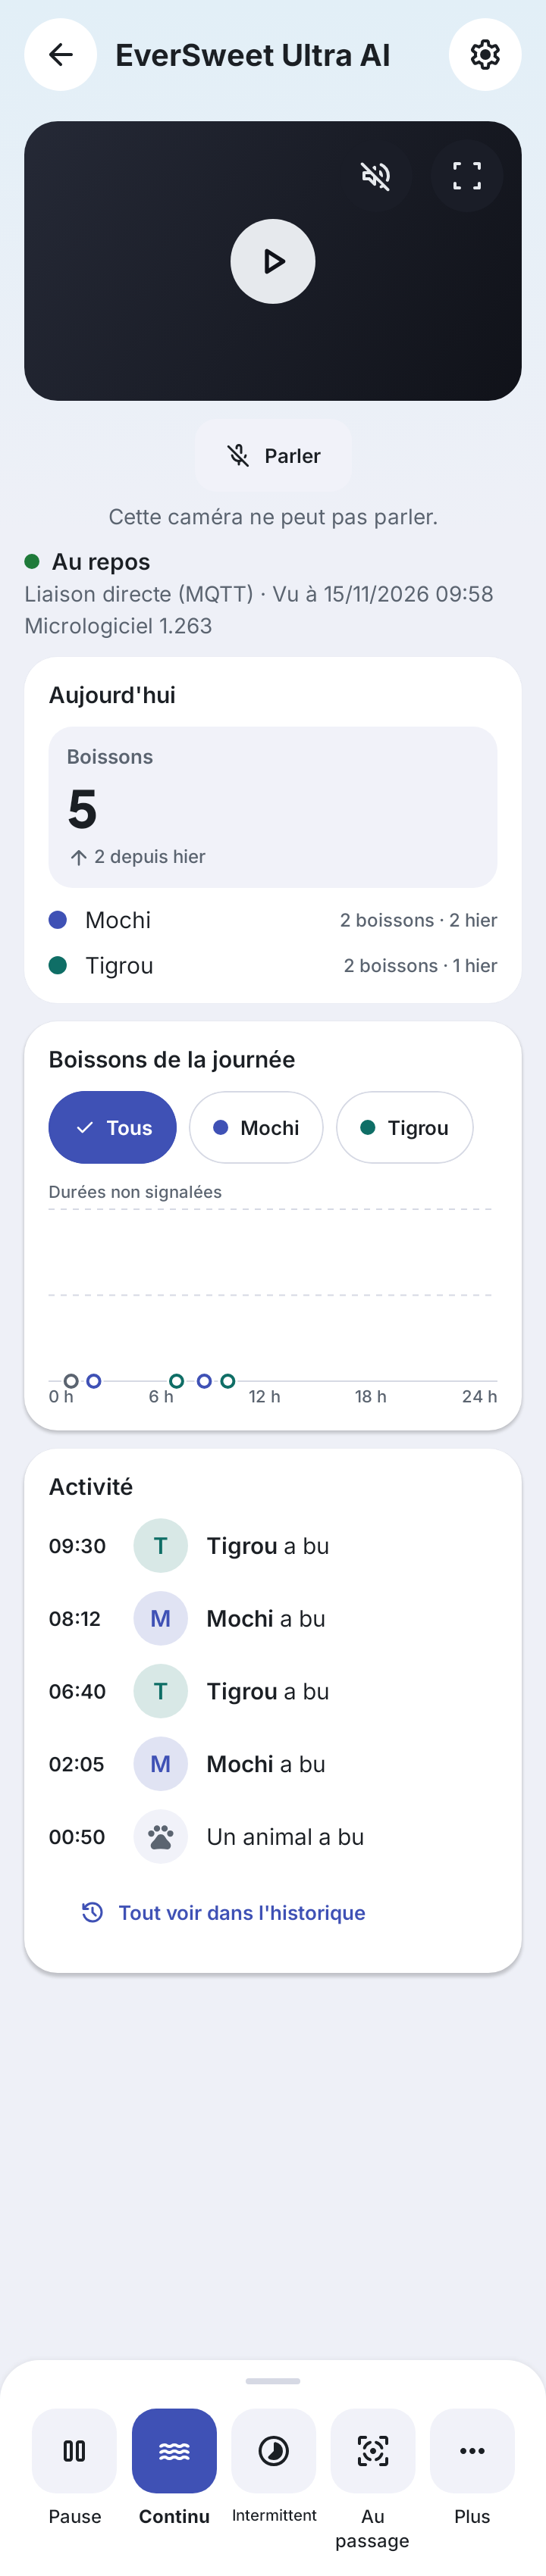 EverSweet Ultra AI
Parler
Cette caméra ne peut pas parler.
Au repos
Liaison directe (MQTT) · Vu à 15/11/2026 09:58
Micrologiciel 1.263
Aujourd'hui
Boissons
5
↑ 2 depuis hier
Mochi 2 boissons · 2 hier
Tigrou 2 boissons · 1 hier
Boissons de la journée
Tous Mochi Tigrou
Durées non signalées
0 h 6 h 12 h 18 h 24 h
Activité
09:30 T Tigrou a bu
08:12 M Mochi a bu
06:40 T Tigrou a bu
02:05 M Mochi a bu
00:50 Un animal a bu
Tout voir dans l'historique
Pause Continu Intermittent Au passage Plus